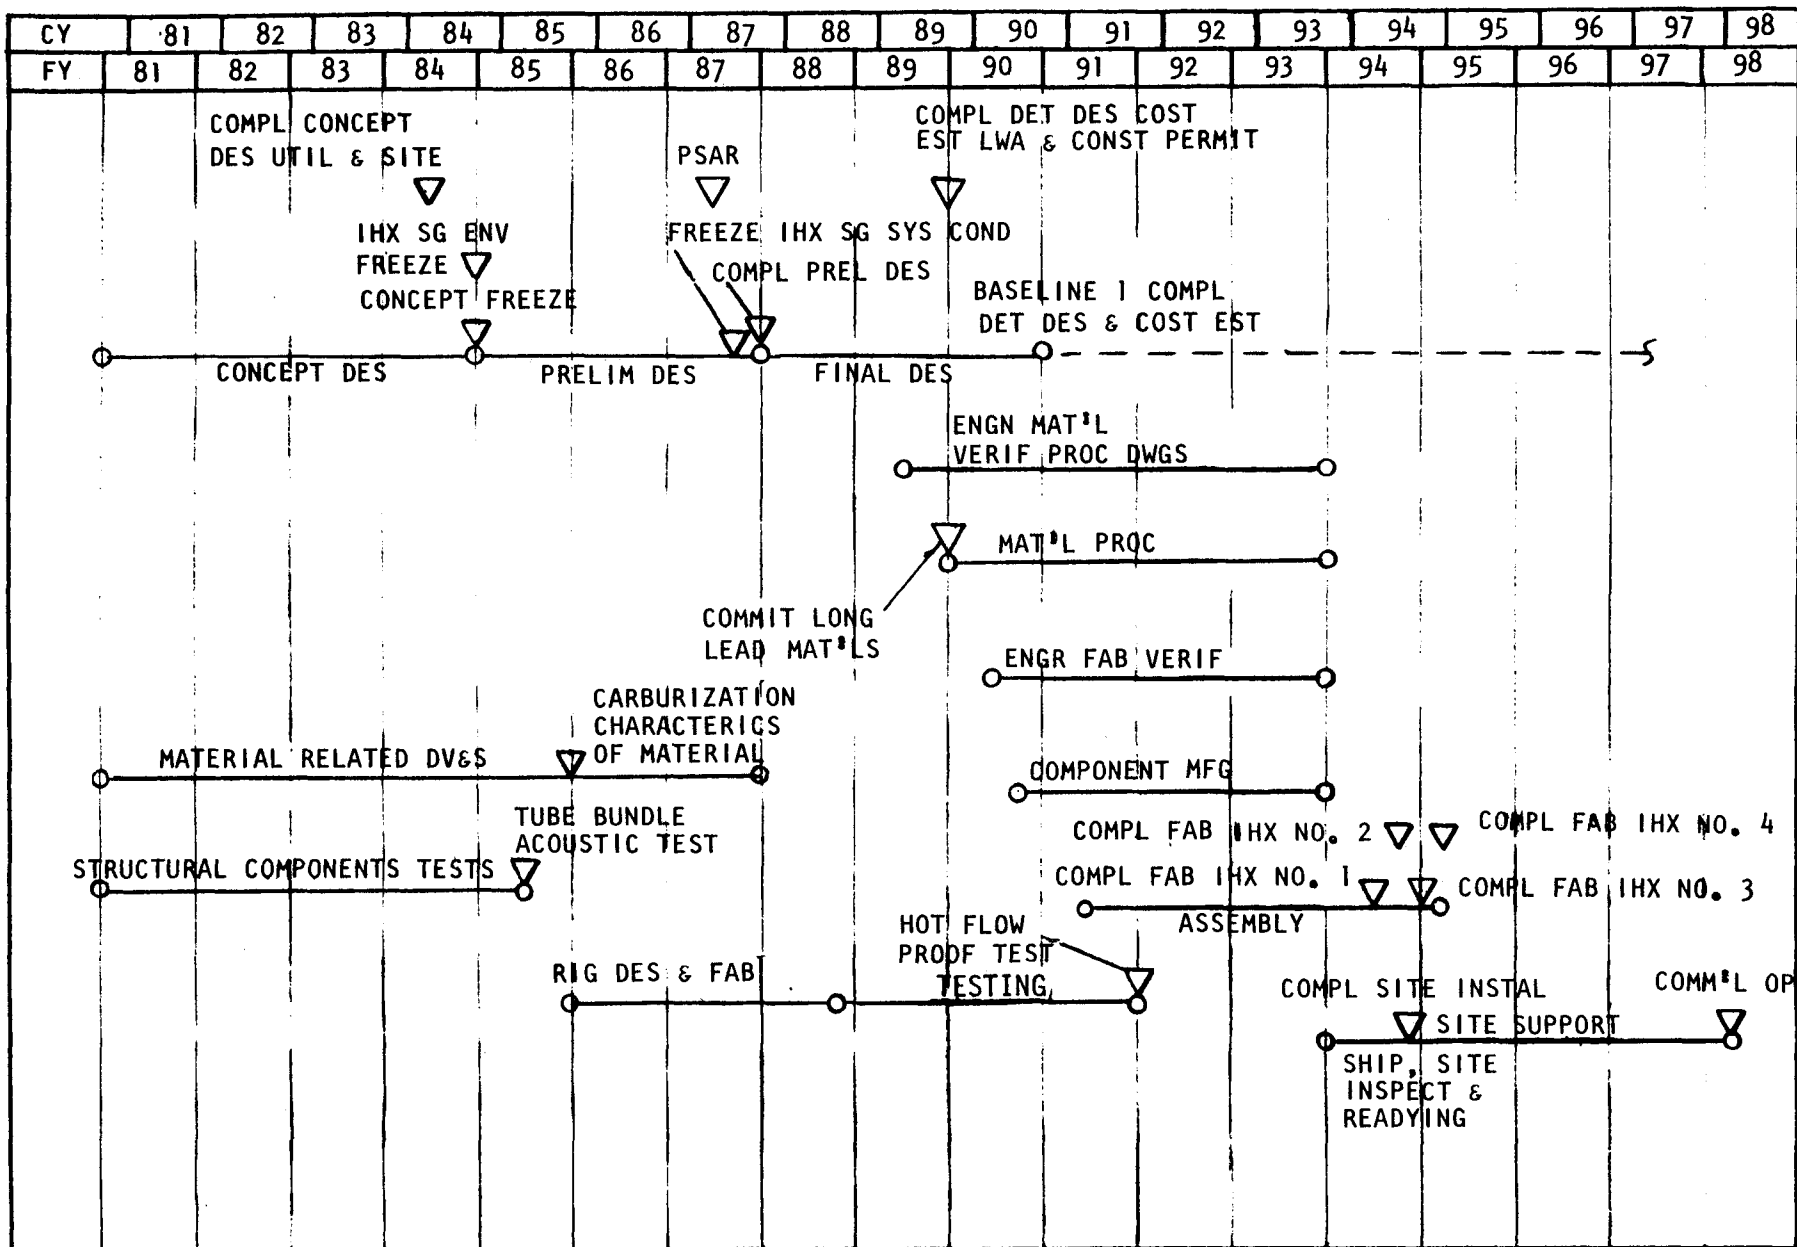 CY 81 82 83 84 85 86 87 88 89 90 91 92 93 94 95 96 97 98
FY 81 82 83 84 85 86 87 88 89 90 91 92 93 94 95 96 97 98
COMPL CONCEPT
DES UTIL & SITE
PSAR
COMPL DET DES COST
EST LWA & CONST PERMIT
IHX SG ENV
FREEZE
FREEZE IHX SG SYS COND
COMPL PREL DES
CONCEPT FREEZE
BASELINE 1 COMPL
DET DES & COST EST
CONCEPT DES
PRELIM DES
FINAL DES
ENGN MAT'L
VERIF PROC DWGS
MAT'L PROC
COMMIT LONG
LEAD MAT'LS
ENGR FAB VERIF
CARBURIZATION
CHARACTERICS
OF MATERIAL
MATERIAL RELATED DV&S
COMPONENT MFG
TUBE BUNDLE
ACOUSTIC TEST
COMPL FAB IHX NO. 2
COMPL FAB IHX NO. 4
STRUCTURAL COMPONENTS TESTS
COMPL FAB IHX NO. 1
COMPL FAB IHX NO. 3
ASSEMBLY
HOT FLOW
PROOF TEST
RIG DES & FAB
TESTING
COMPL SITE INSTAL
COMM'L OP
SITE SUPPORT
SHIP, SITE
INSPECT &
READYING